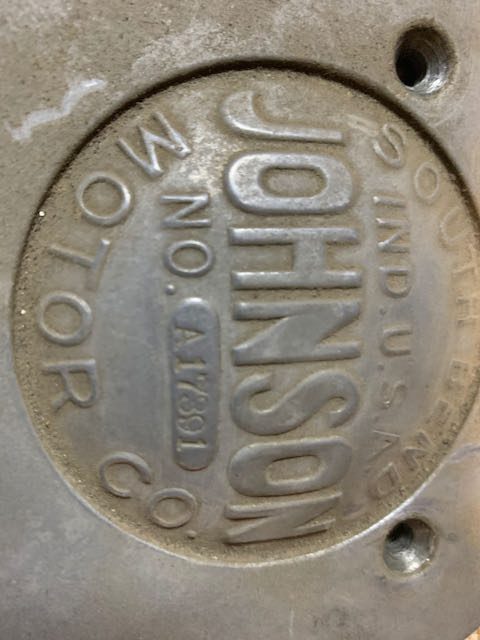 SOUTH BEND
IND. U.S.A.
JOHNSON
NO. A17391
MOTOR CO.